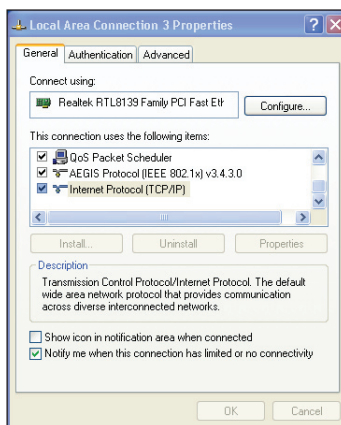 Local Area Connection 3 Properties
General Authentication Advanced
Connect using:
Realtek RTL8139 Family PCI Fast Eth
Configure...
This connection uses the following items:
QoS Packet Scheduler
AEGIS Protocol (IEEE 802.1x) v3.4.3.0
Internet Protocol (TCP/IP)
Install... Uninstall Properties
Description
Transmission Control Protocol/Internet Protocol. The default
wide area network protocol that provides communication
across diverse interconnected networks.
Show icon in notification area when connected
Notify me when this connection has limited or no connectivity
OK Cancel